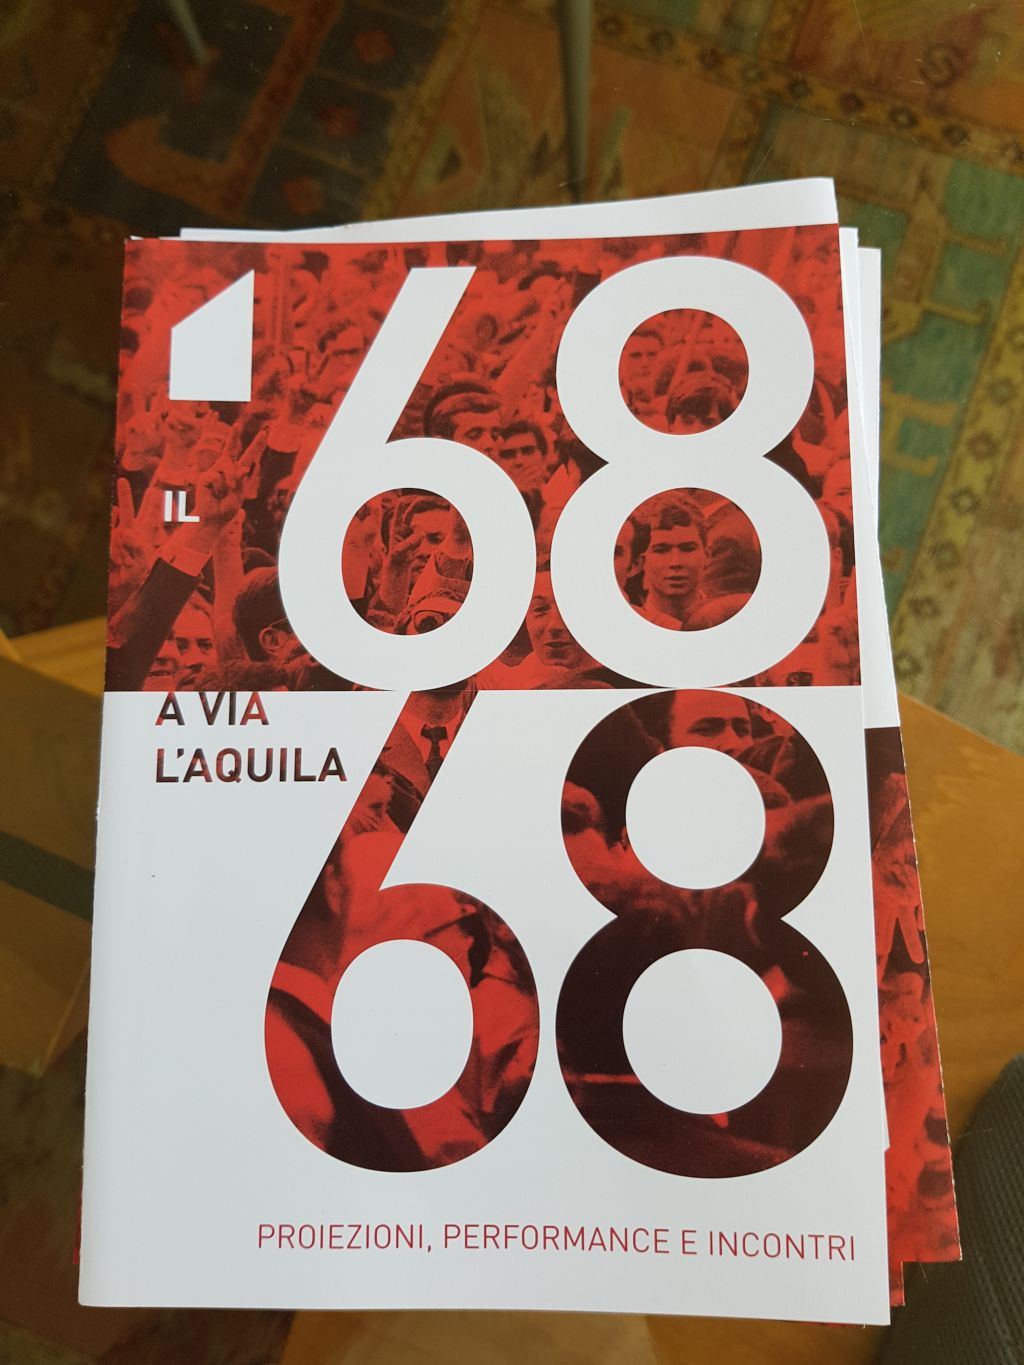 IL '68
A VIA
L'AQUILA
68
PROIEZIONI, PERFORMANCE E INCONTRI